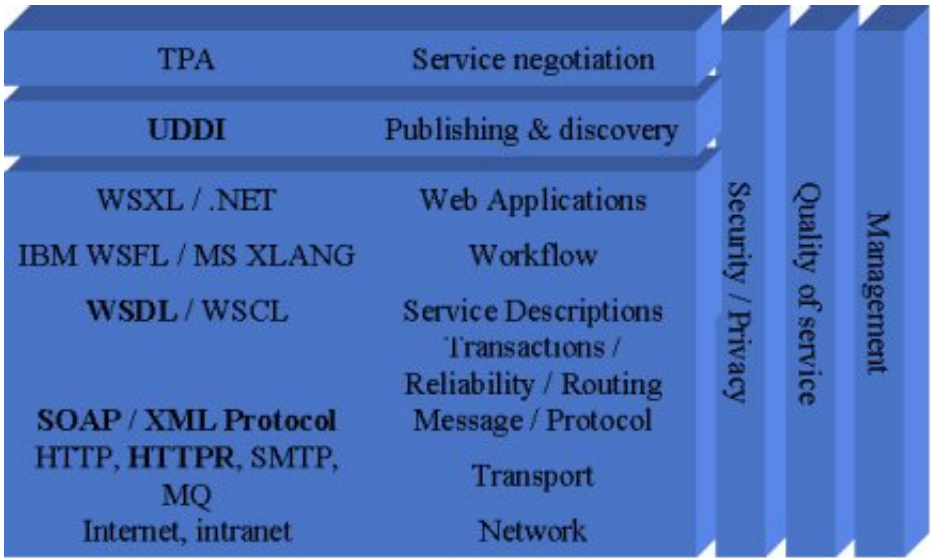 TPA Service negotiation
UDDI Publishing & discovery
WSXL / .NET Web Applications
IBM WSFL / MS XLANG Workflow
WSDL / WSCL Service Descriptions
Transactions /
Reliability / Routing
SOAP / XML Protocol Message / Protocol
HTTP, HTTPR, SMTP,
MQ
Transport
Internet, intranet Network
Security / Privacy
Quality of service
Management